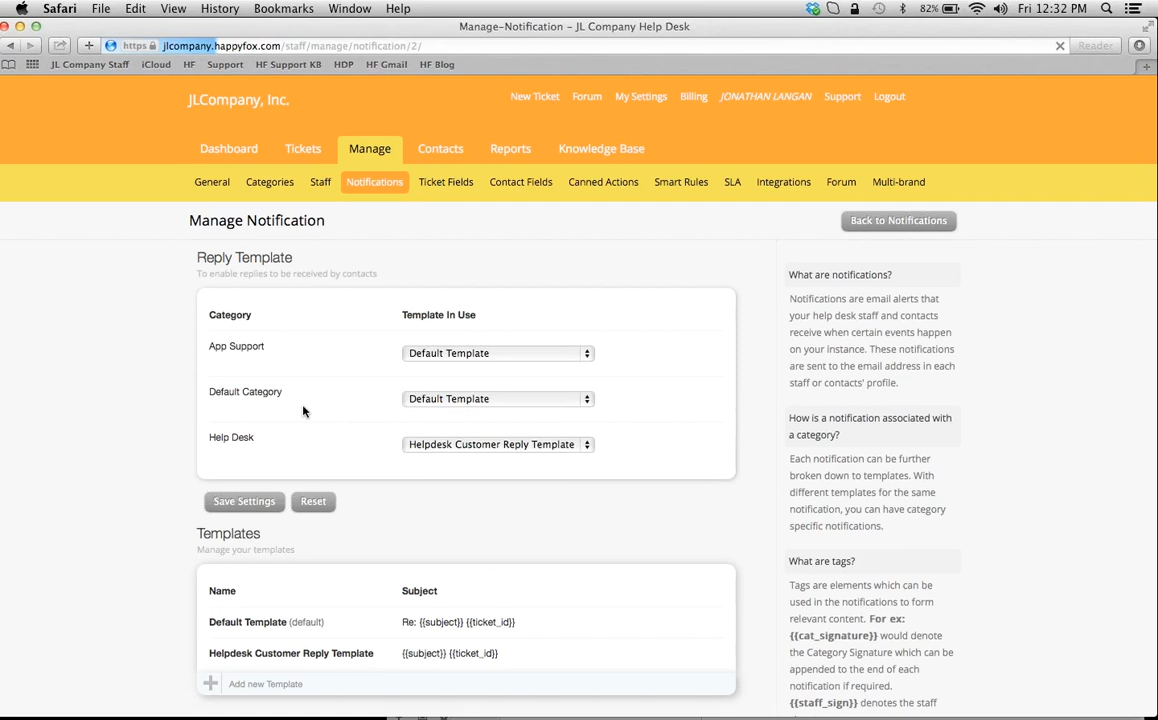 Safari File Edit View History Bookmarks Window Help 82% Fri 12:32 PM
Manage-Notification – JL Company Help Desk
https jlcompany.happyfox.com/staff/manage/notification/2/ Reader
JL Company Staff iCloud HF Support HF Support KB HDP HF Gmail HF Blog
JLCompany, Inc. New Ticket Forum My Settings Billing JONATHAN LANGAN Support Logout
Dashboard Tickets Manage Contacts Reports Knowledge Base
General Categories Staff Notifications Ticket Fields Contact Fields Canned Actions Smart Rules SLA Integrations Forum Multi-brand
Manage Notification Back to Notifications
Reply Template
To enable replies to be received by contacts
Category Template In Use
App Support Default Template
Default Category Default Template
Help Desk Helpdesk Customer Reply Template
Save Settings Reset
Templates
Manage your templates
Name Subject
Default Template (default) Re: {{subject}} {{ticket_id}}
Helpdesk Customer Reply Template {{subject}} {{ticket_id}}
Add new Template
What are notifications?
Notifications are email alerts that
your help desk staff and contacts
receive when certain events happen
on your instance. These notifications
are sent to the email address in each
staff or contacts' profile.
How is a notification associated with
a category?
Each notification can be further
broken down to templates. With
different templates for the same
notification, you can have category
specific notifications.
What are tags?
Tags are elements which can be
used in the notifications to form
relevant content. For ex:
{{cat_signature}} would denote
the Category Signature which can be
appended to the end of each
notification if required.
{{staff_sign}} denotes the staff